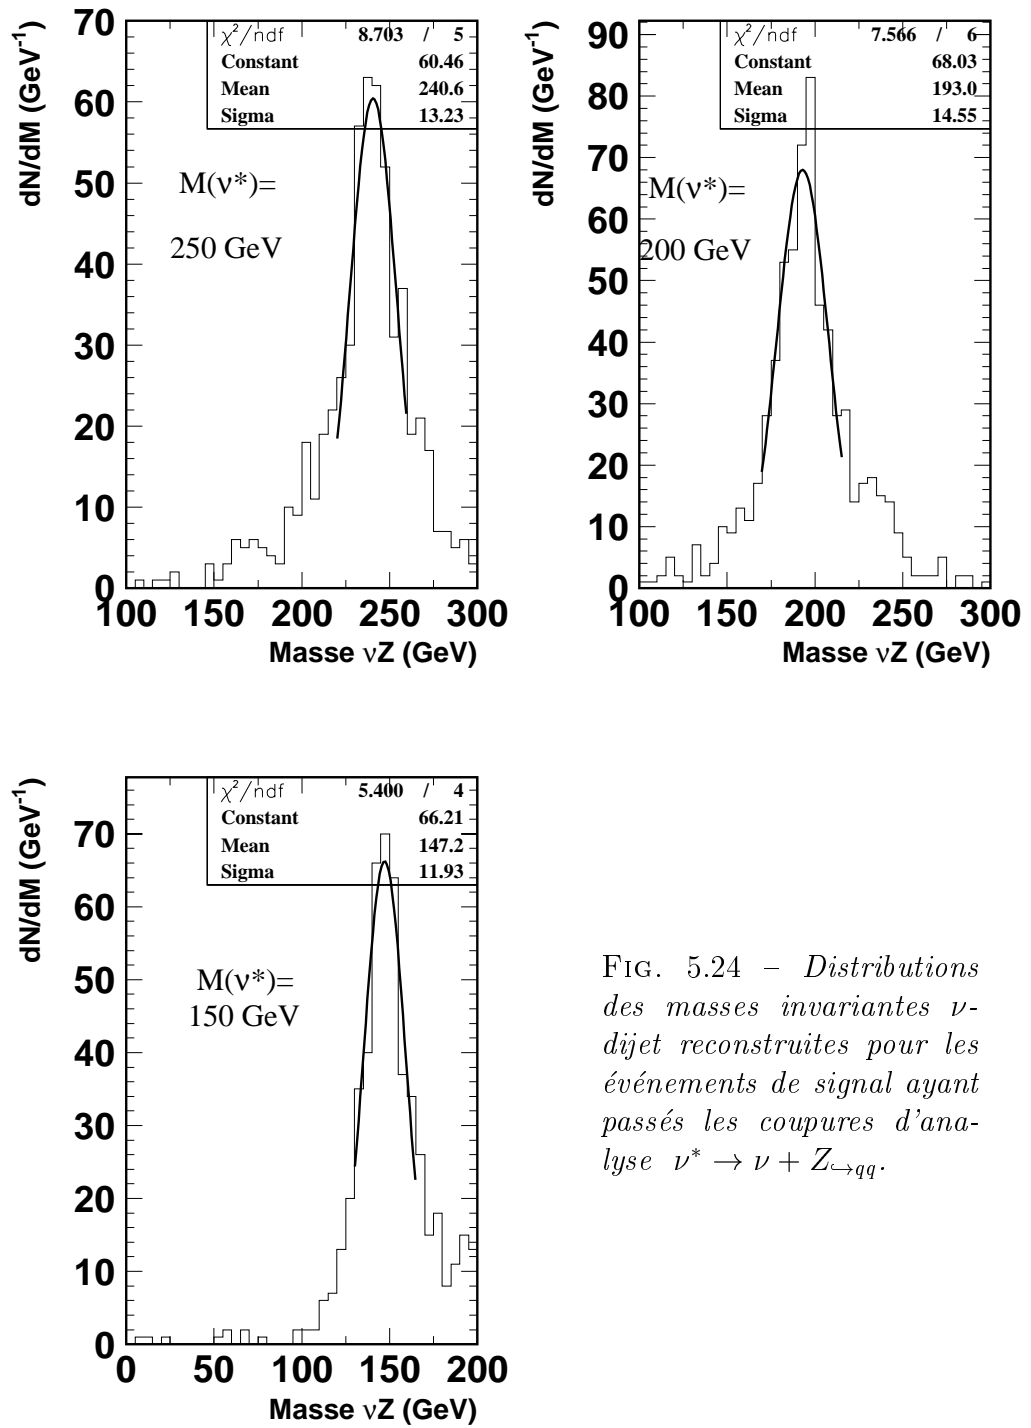 dN/dM (GeV⁻¹)
70
60
50
40
30
20
10
0
χ²/ndf 8.703 / 5
Constant 60.46
Mean 240.6
Sigma 13.23
M(ν*)=
250 GeV
100 150 200 250 300
Masse νZ (GeV)
dN/dM (GeV⁻¹)
90
80
70
60
50
40
30
20
10
0
χ²/ndf 7.566 / 6
Constant 68.03
Mean 193.0
Sigma 14.55
M(ν*)=
200 GeV
100 150 200 250 300
Masse νZ (GeV)
dN/dM (GeV⁻¹)
70
60
50
40
30
20
10
0
χ²/ndf 5.400 / 4
Constant 66.21
Mean 147.2
Sigma 11.93
M(ν*)=
150 GeV
0 50 100 150 200
Masse νZ (GeV)
FIG. 5.24 – Distributions
des masses invariantes ν-
dijet reconstruites pour les
événements de signal ayant
passés les coupures d'ana-
lyse ν* → ν + Z↪qq.